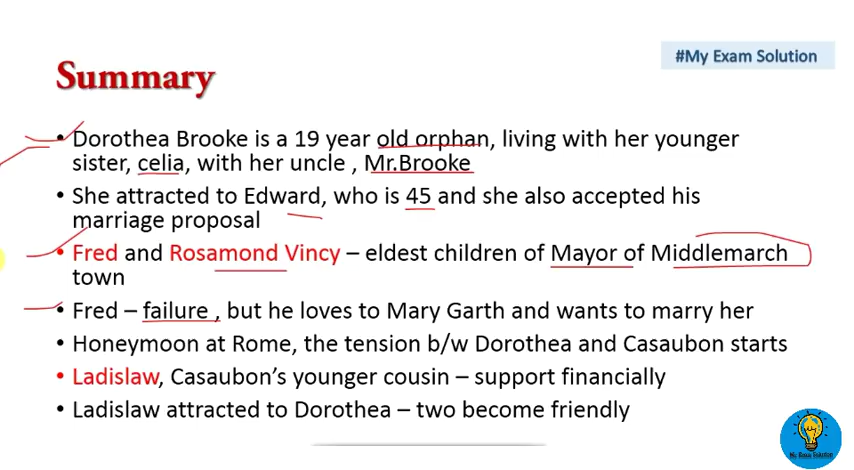 #My Exam Solution
Summary
• Dorothea Brooke is a 19 year old orphan, living with her younger
sister, celia, with her uncle , Mr.Brooke
• She attracted to Edward, who is 45 and she also accepted his
marriage proposal
• Fred and Rosamond Vincy – eldest children of Mayor of Middlemarch
town
• Fred – failure , but he loves to Mary Garth and wants to marry her
• Honeymoon at Rome, the tension b/w Dorothea and Casaubon starts
• Ladislaw, Casaubon's younger cousin – support financially
• Ladislaw attracted to Dorothea – two become friendly
My Exam Solution